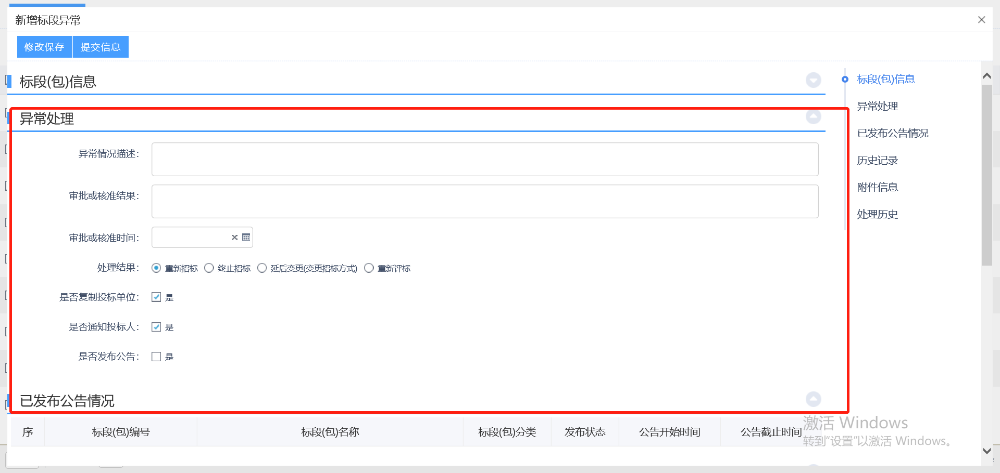 新增标段异常
修改保存 提交信息
标段(包)信息
异常处理
异常情况描述：
审批或核准结果：
审批或核准时间：
处理结果： 重新招标 终止招标 延后变更(变更招标方式) 重新评标
是否复制投标单位： 是
是否通知投标人： 是
是否发布公告： 是
已发布公告情况
序 标段(包)编号 标段(包)名称 标段(包)分类 发布状态 公告开始时间 公告截止时间
标段(包)信息
异常处理
已发布公告情况
历史记录
附件信息
处理历史
激活 Windows
转到“设置”以激活 Windows。